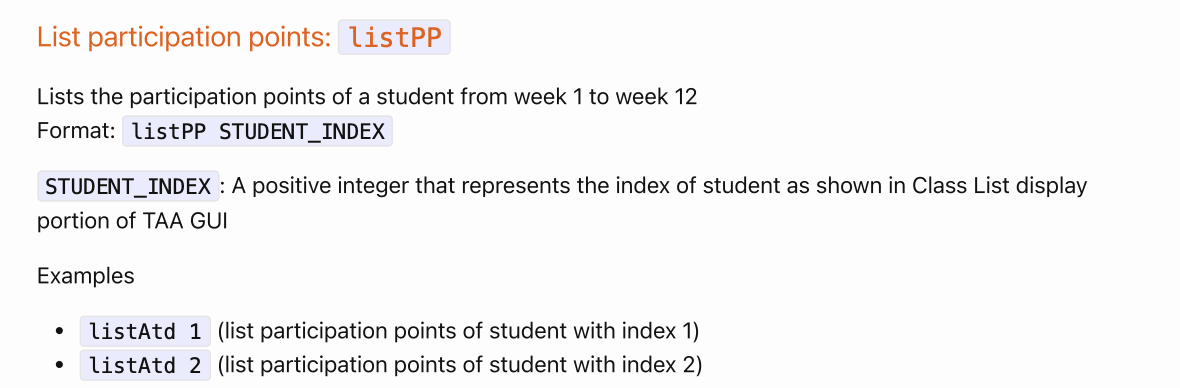 List participation points: listPP
Lists the participation points of a student from week 1 to week 12
Format: listPP STUDENT_INDEX
STUDENT_INDEX: A positive integer that represents the index of student as shown in Class List display
portion of TAA GUI
Examples
• listAtd 1 (list participation points of student with index 1)
• listAtd 2 (list participation points of student with index 2)